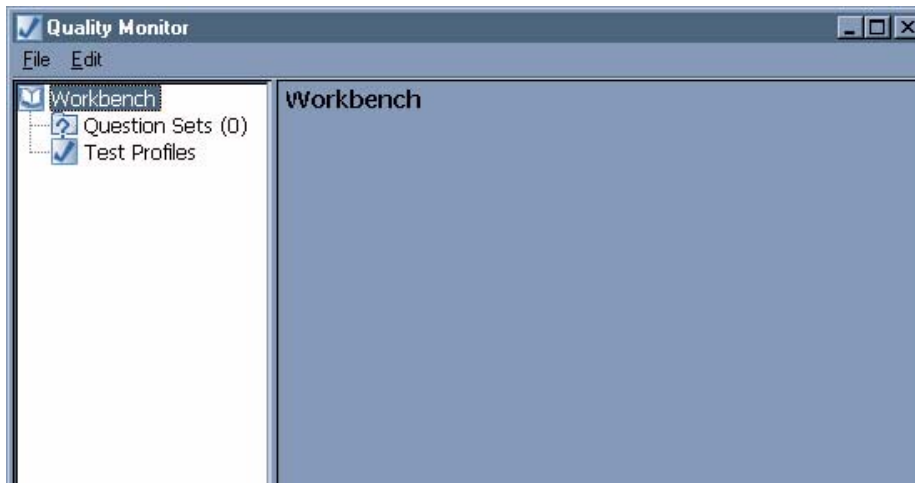 Quality Monitor
File Edit
Workbench
Question Sets (0)
Test Profiles
Workbench